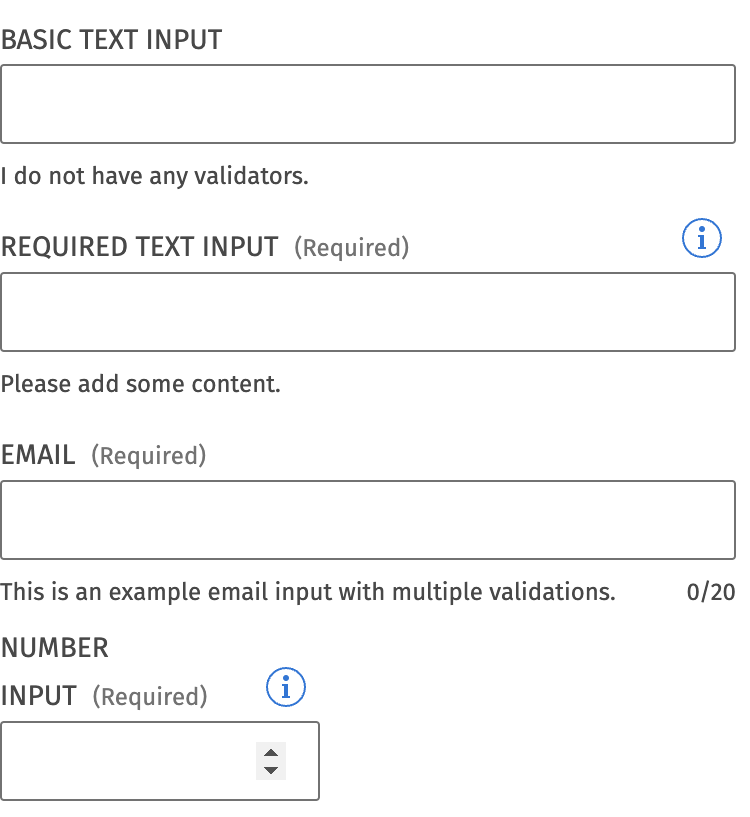 BASIC TEXT INPUT
I do not have any validators.
REQUIRED TEXT INPUT (Required)
Please add some content.
EMAIL (Required)
This is an example email input with multiple validations. 0/20
NUMBER
INPUT (Required)